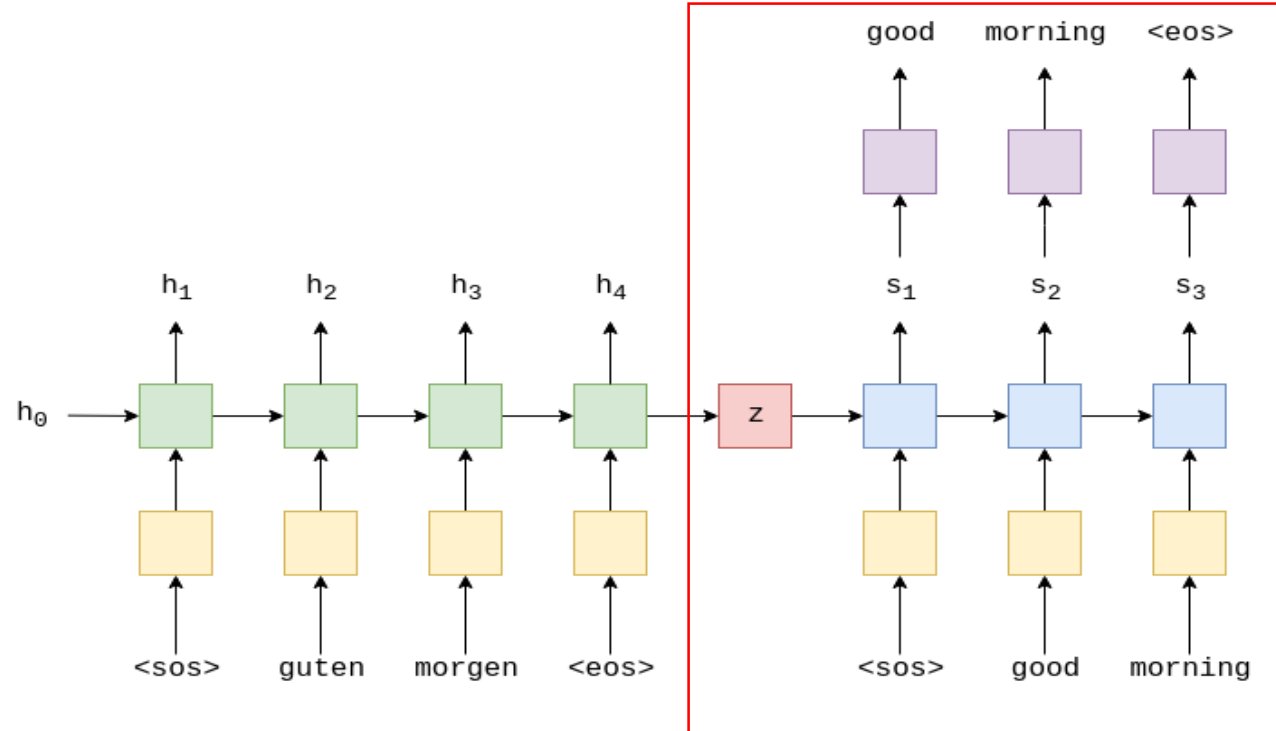 good morning <eos>
h₁ h₂ h₃ h₄ s₁ s₂ s₃
h₀ z
<sos> guten morgen <eos> <sos> good morning